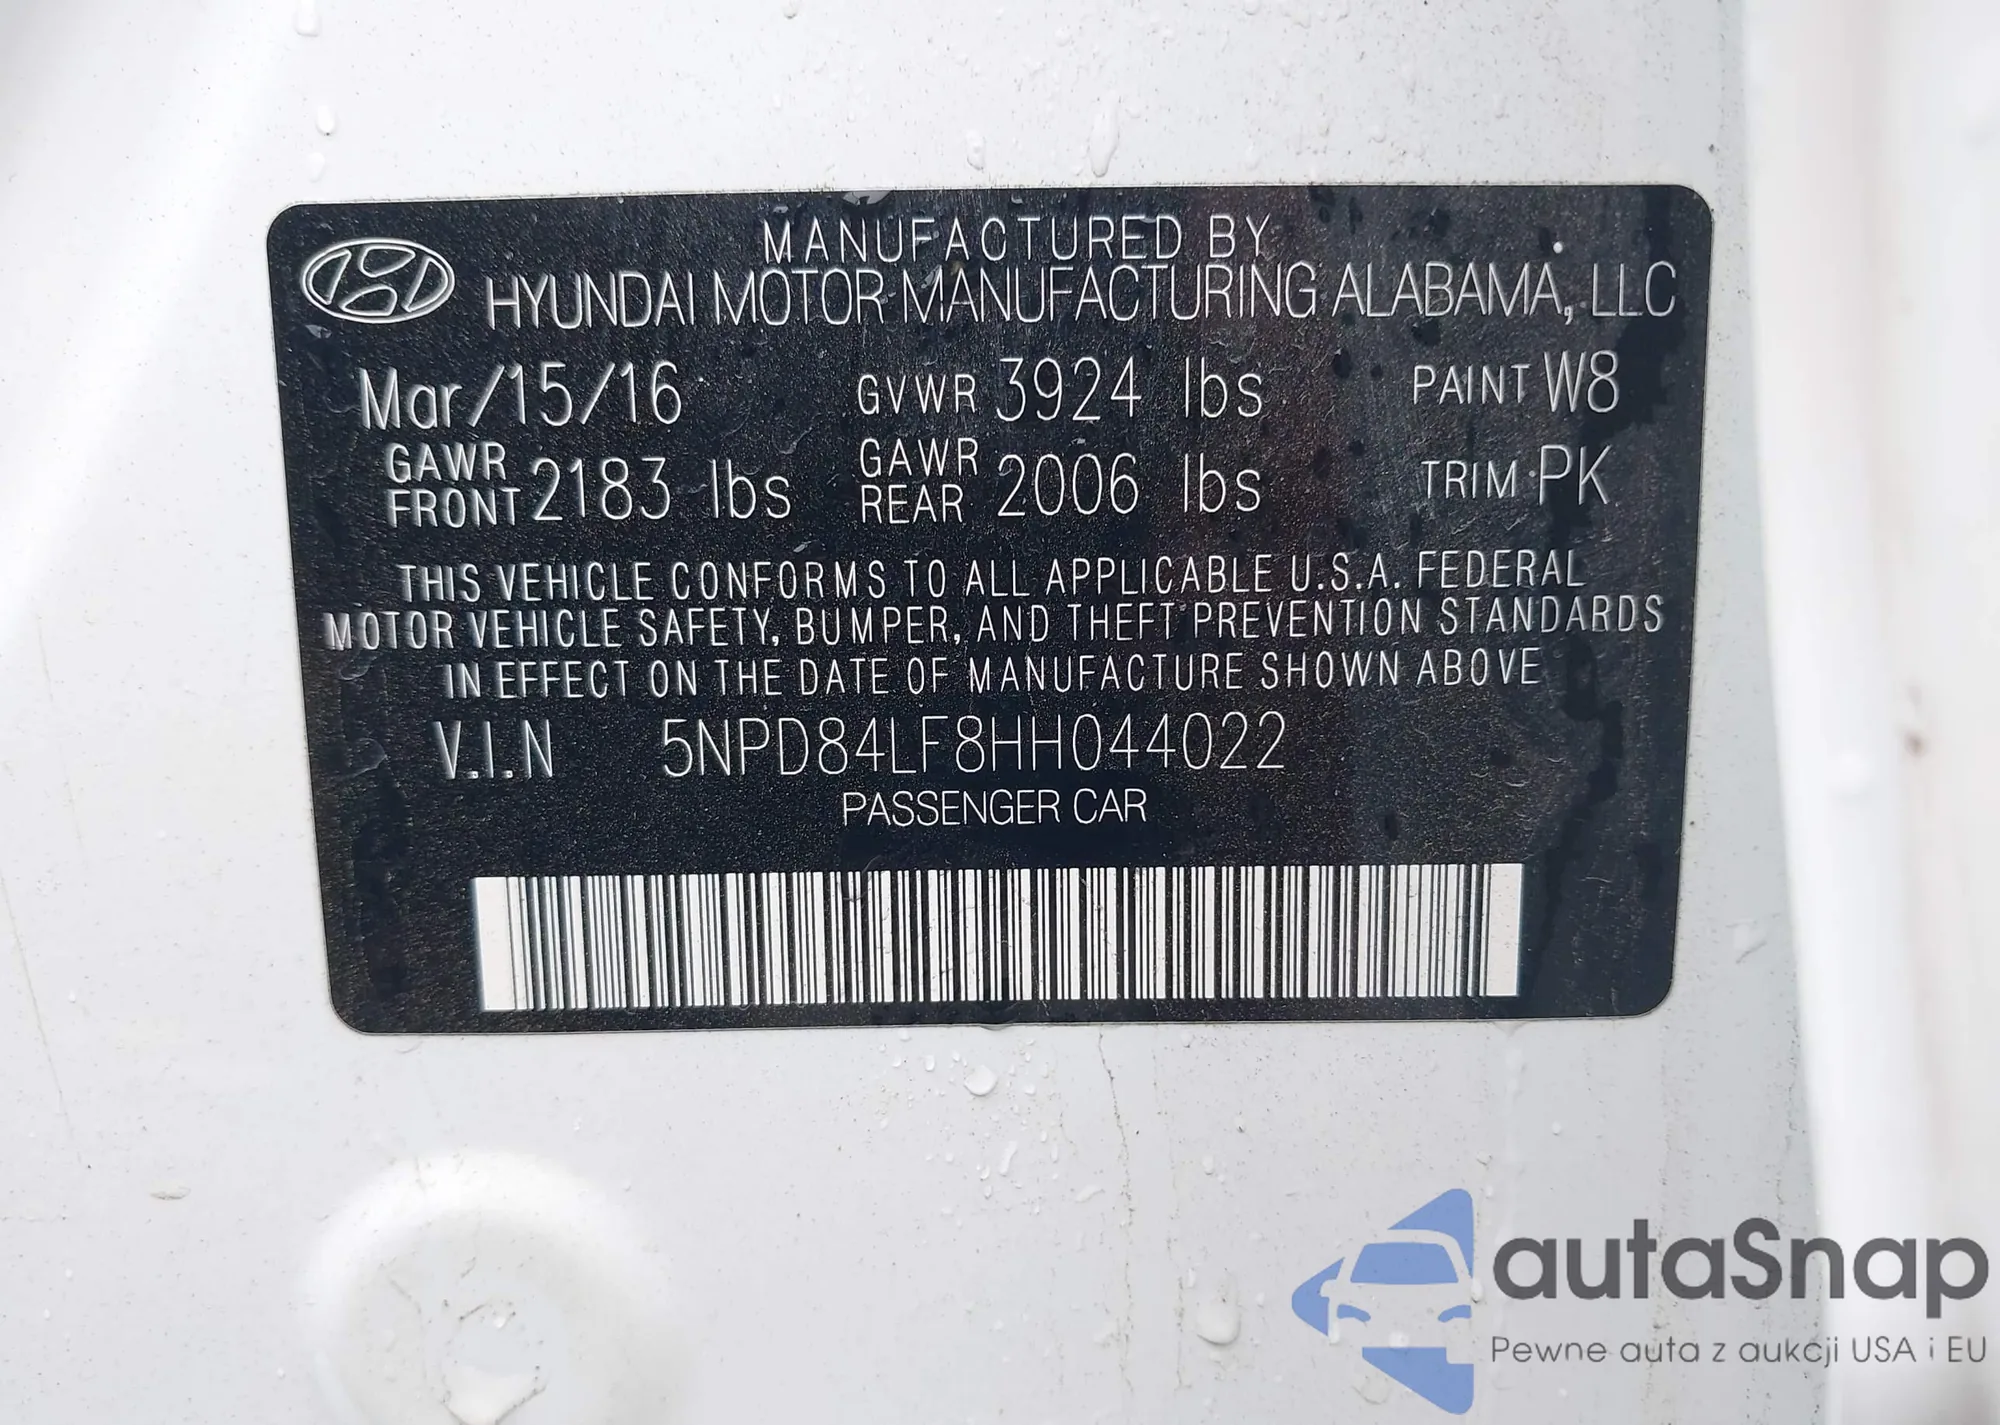 MANUFACTURED BY
HYUNDAI MOTOR MANUFACTURING ALABAMA, LLC
Mar/15/16 GVWR 3924 lbs PAINT W8
GAWR FRONT 2183 lbs GAWR REAR 2006 lbs TRIM PK
THIS VEHICLE CONFORMS TO ALL APPLICABLE U.S.A. FEDERAL
MOTOR VEHICLE SAFETY, BUMPER, AND THEFT PREVENTION STANDARDS
IN EFFECT ON THE DATE OF MANUFACTURE SHOWN ABOVE
V.I.N 5NPD84LF8HH044022
PASSENGER CAR
autaSnap
Pewne auta z aukcji USA i EU